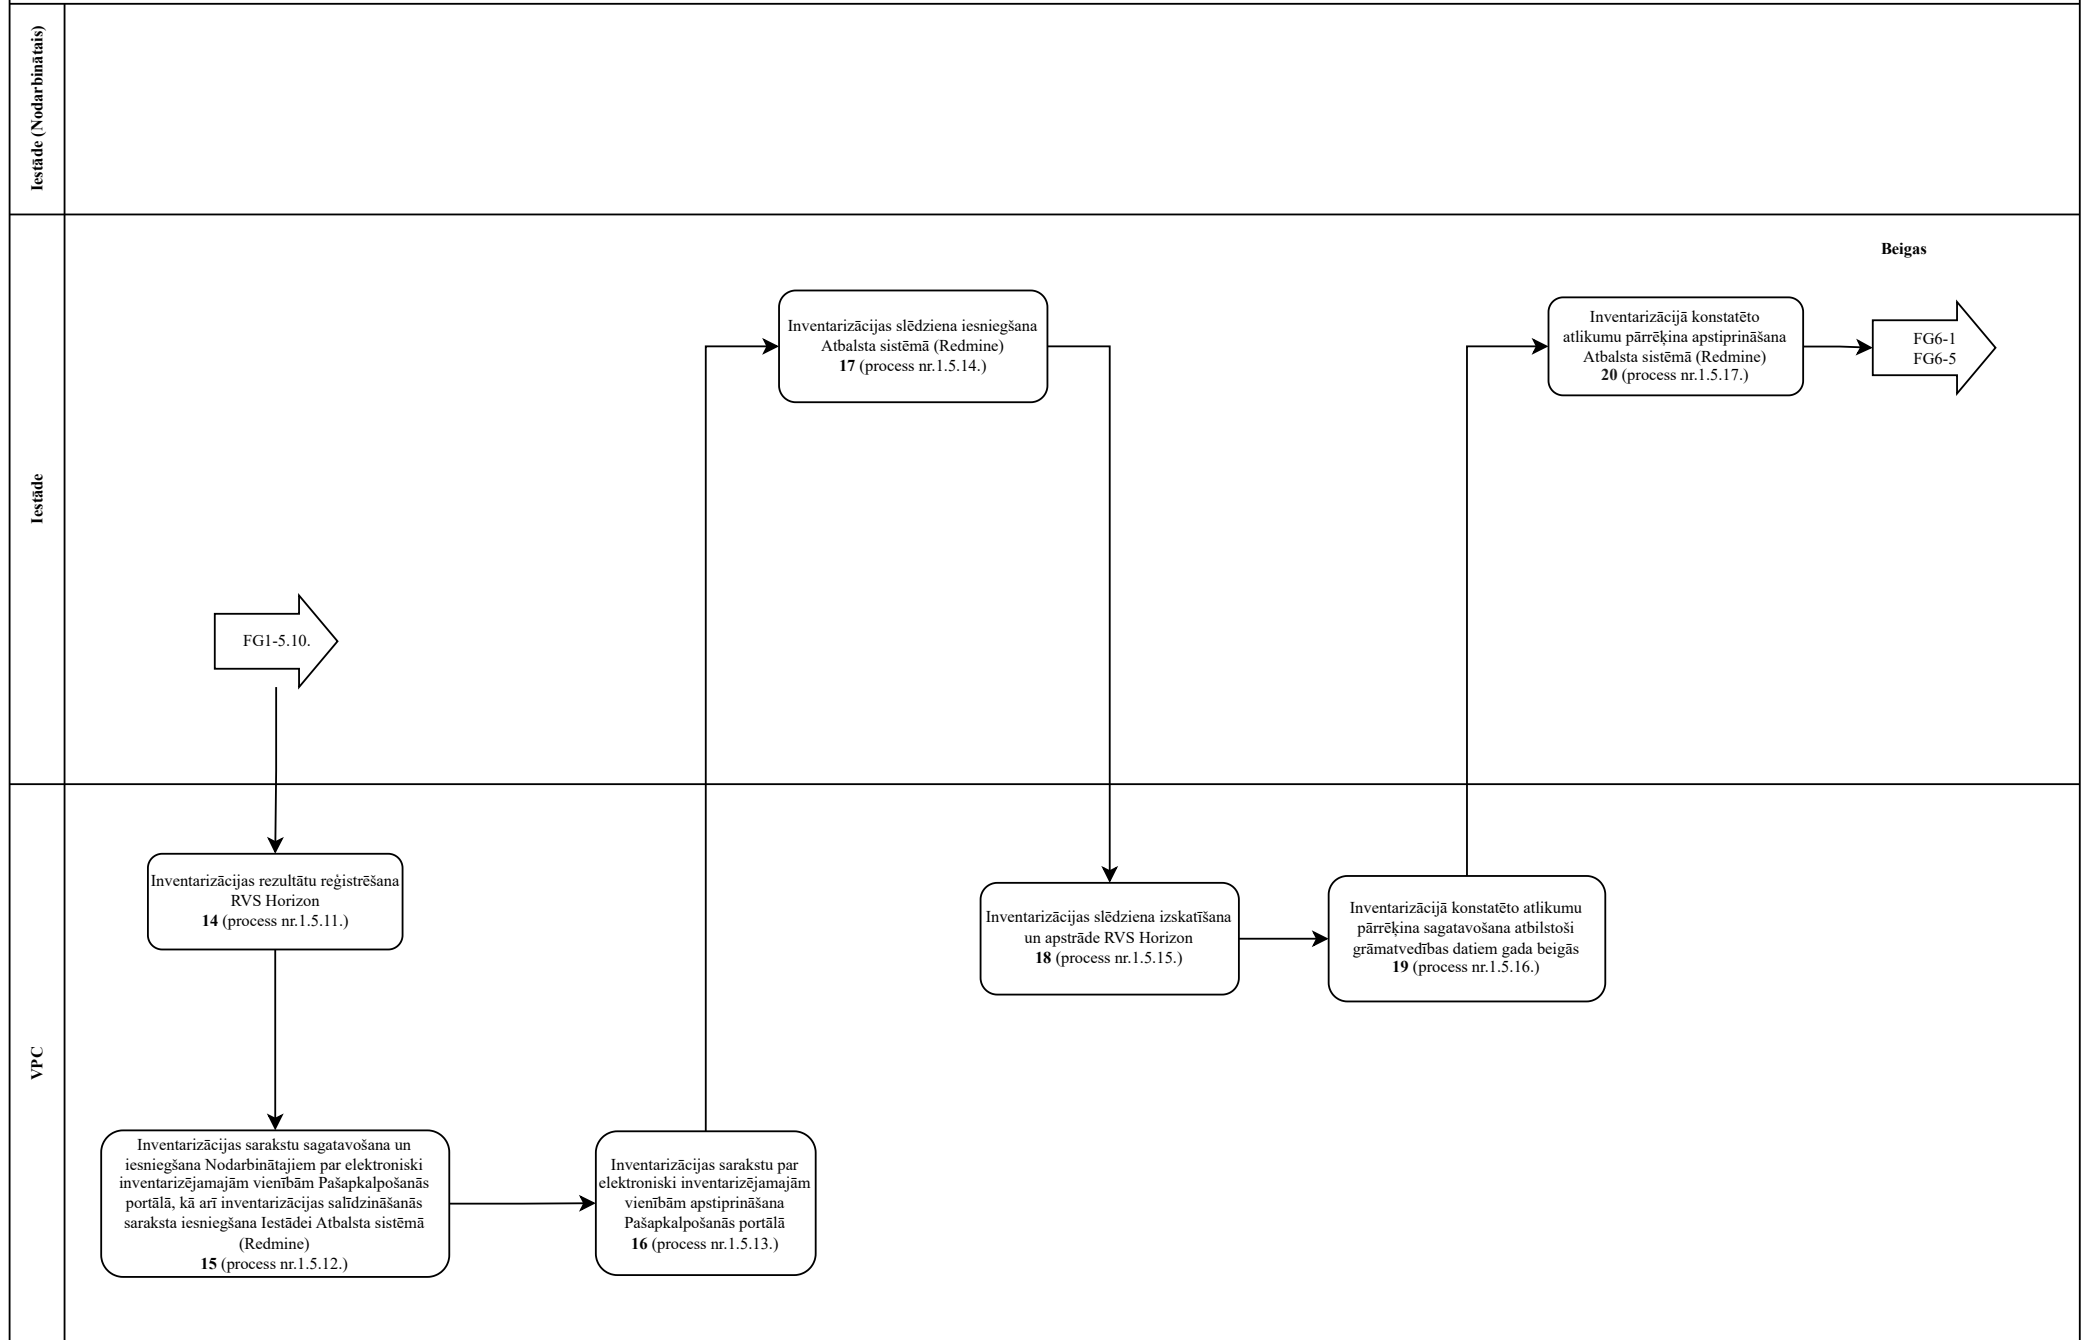 Iestāde (Nodarbinātais)
Iestāde
Beigas
Inventarizācijas slēdziena iesniegšana
Atbalsta sistēmā (Redmine)
17 (process nr.1.5.14.)
Inventarizācijā konstatēto
atlikumu pārrēķina apstiprināšana
Atbalsta sistēmā (Redmine)
20 (process nr.1.5.17.)
FG6-1
FG6-5
FG1-5.10.
VPC
Inventarizācijas rezultātu reģistrēšana
RVS Horizon
14 (process nr.1.5.11.)
Inventarizācijas sarakstu sagatavošana un
iesniegšana Nodarbinātajiem par elektroniski
inventarizējamajām vienībām Pašapkalpošanās
portālā, kā arī inventarizācijas salīdzināšanās
saraksta iesniegšana Iestādei Atbalsta sistēmā
(Redmine)
15 (process nr.1.5.12.)
Inventarizācijas sarakstu par
elektroniski inventarizējamajām
vienībām apstiprināšana
Pašapkalpošanās portālā
16 (process nr.1.5.13.)
Inventarizācijas slēdziena izskatīšana
un apstrāde RVS Horizon
18 (process nr.1.5.15.)
Inventarizācijā konstatēto atlikumu
pārrēķina sagatavošana atbilstoši
grāmatvedības datiem gada beigās
19 (process nr.1.5.16.)